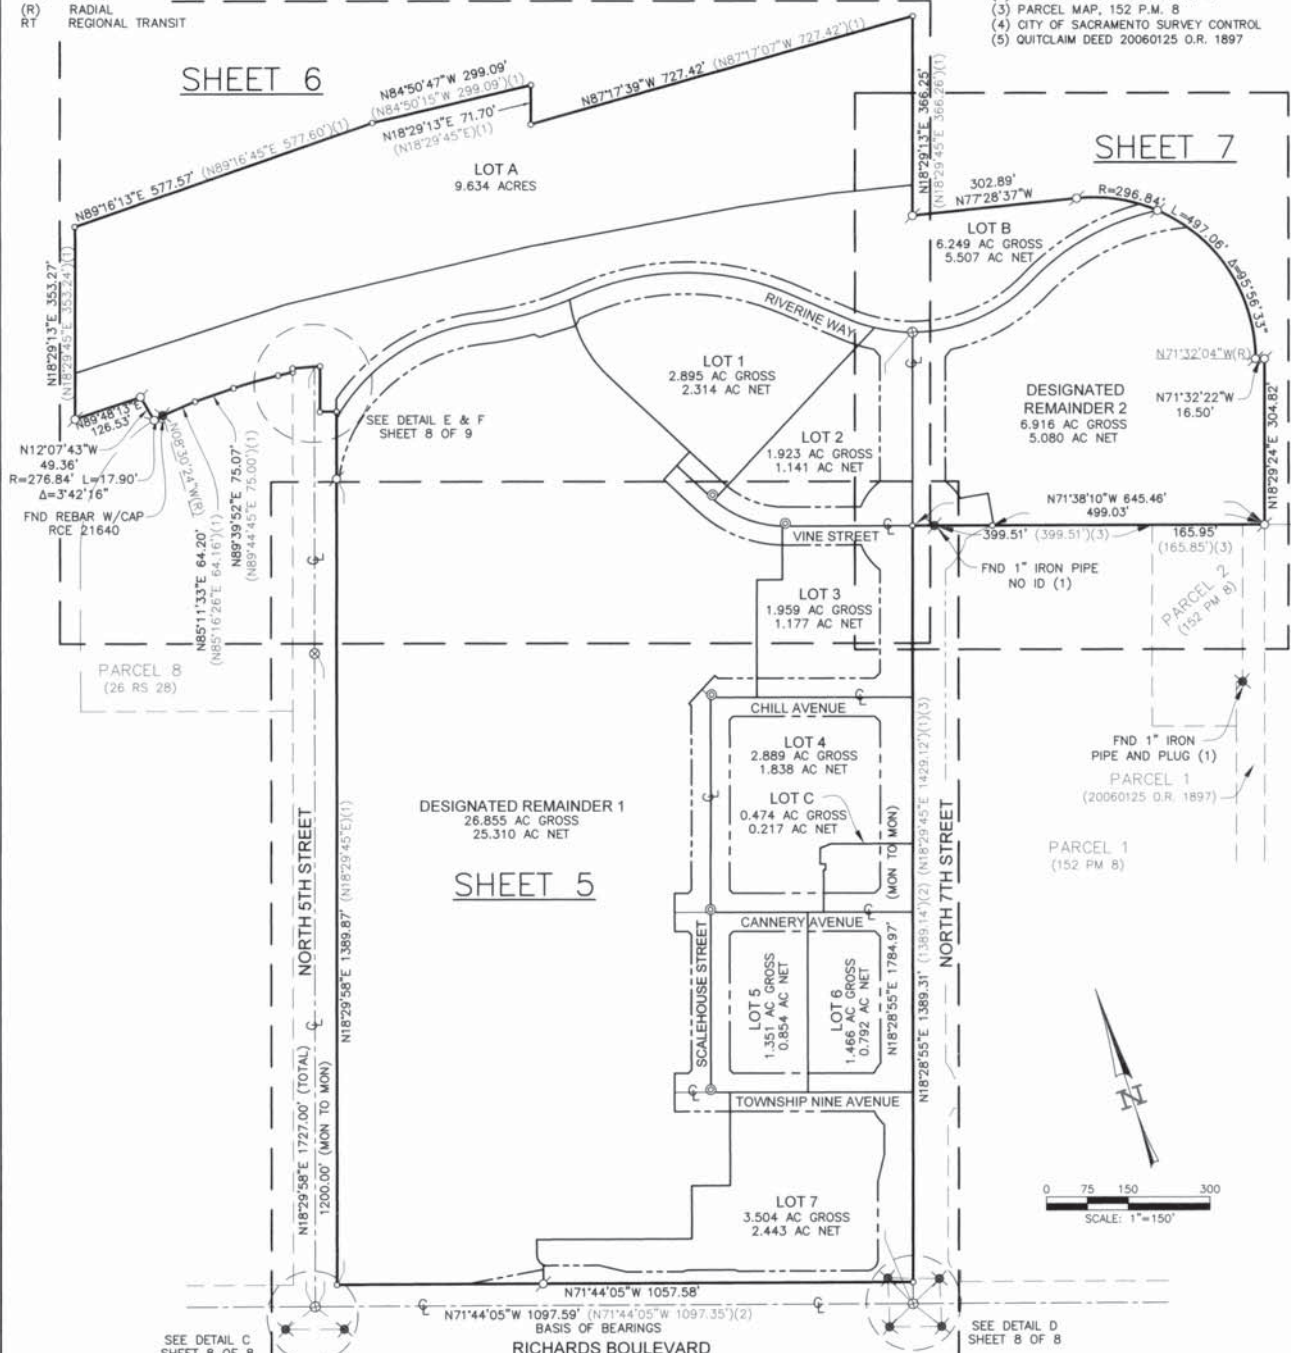 (R) RADIAL
RT REGIONAL TRANSIT
(3) PARCEL MAP, 152 P.M. 8
(4) CITY OF SACRAMENTO SURVEY CONTROL
(5) QUITCLAIM DEED 20060125 O.R. 1897
SHEET 6
N84°50'47"W 299.09'
(N84°50'15"W 299.09')(1)
N18°29'13"E 71.70'
(N18°29'45"E)(1)
N87°17'39"W 727.42' (N87°17'07"W 727.42')(1)
N89°16'13"E 577.57' (N89°16'45"E 577.60')(1)
LOT A
9.634 ACRES
N18°29'13"E 366.25'
(N18°29'45"E 366.26')(1)
SHEET 7
302.89'
N77°28'37"W
R=296.84' L=497.06' Δ=95°56'33"
LOT B
6.249 AC GROSS
5.507 AC NET
N18°29'13"E 353.27'
(N18°29'45"E 353.24')(1)
RIVERINE WAY
LOT 1
2.895 AC GROSS
2.314 AC NET
N71°32'04"W(R)
N71°32'22"W
16.50'
DESIGNATED
REMAINDER 2
6.916 AC GROSS
5.080 AC NET
N18°29'24"E 304.82'
N89°48'13"E
126.53'
SEE DETAIL E & F
SHEET 8 OF 9
LOT 2
1.923 AC GROSS
1.141 AC NET
N12°07'43"W
49.36'
R=276.84' L=17.90'
Δ=3°42'16"
FND REBAR W/CAP
RCE 21640
N08°30'24"W(R)
N85°11'33"E 64.20'
(N85°16'26"E 64.16')(1)
N89°39'52"E 75.07'
(N89°44'45"E 75.00')(1)
N71°38'10"W 645.46'
499.03'
399.51' (399.51')(3)
165.95'
(165.85')(3)
VINE STREET
FND 1" IRON PIPE
NO ID (1)
PARCEL 2
(152 PM 8)
LOT 3
1.959 AC GROSS
1.177 AC NET
PARCEL 8
(26 RS 28)
CHILL AVENUE
FND 1" IRON
PIPE AND PLUG (1)
PARCEL 1
(20060125 O.R. 1897)
LOT 4
2.889 AC GROSS
1.838 AC NET
LOT C
0.474 AC GROSS
0.217 AC NET
DESIGNATED REMAINDER 1
26.855 AC GROSS
25.310 AC NET
PARCEL 1
(152 PM 8)
SHEET 5
NORTH 5TH STREET
N18°29'58"E 1389.87' (N18°29'45"E)(1)
CANNERY AVENUE
SCALEHOUSE STREET
LOT 5
1.351 AC GROSS
0.854 AC NET
LOT 6
1.466 AC GROSS
0.792 AC NET
N18°28'55"E 1784.97' (MON TO MON)
N18°28'55"E 1389.31' (1389.14')(2) (N18°29'45"E 1429.12')(1)(3)
NORTH 7TH STREET
TOWNSHIP NINE AVENUE
N18°29'58"E 1727.00' (TOTAL)
1200.00' (MON TO MON)
N
LOT 7
3.504 AC GROSS
2.443 AC NET
0 75 150 300
SCALE: 1"=150'
N71°44'05"W 1057.58'
N71°44'05"W 1097.59' (N71°44'05"W 1097.35')(2)
BASIS OF BEARINGS
RICHARDS BOULEVARD
SEE DETAIL C
SHEET 8 OF 8
SEE DETAIL D
SHEET 8 OF 8